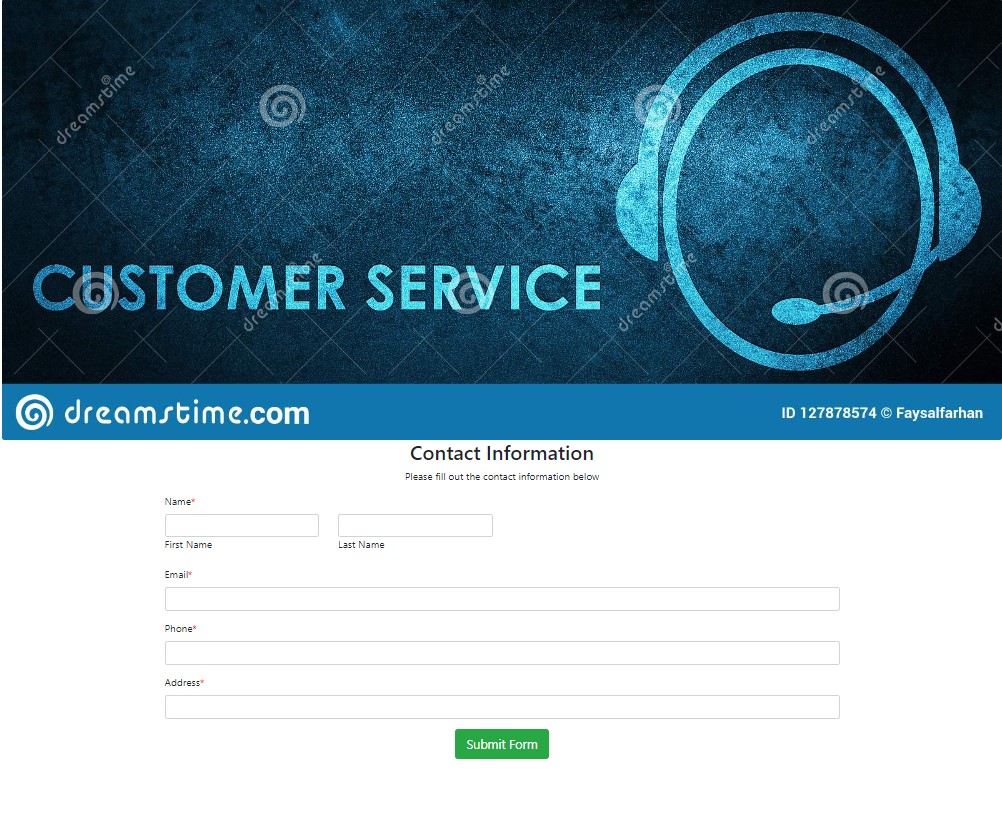 dreamstime
dreamstime
dreamstime
CUSTOMER SERVICE
dreamstime
dreamstime
dreamstime.com
ID 127878574 © Faysalfarhan
Contact Information
Please fill out the contact information below
Name*
First Name Last Name
Email*
Phone*
Address*
Submit Form